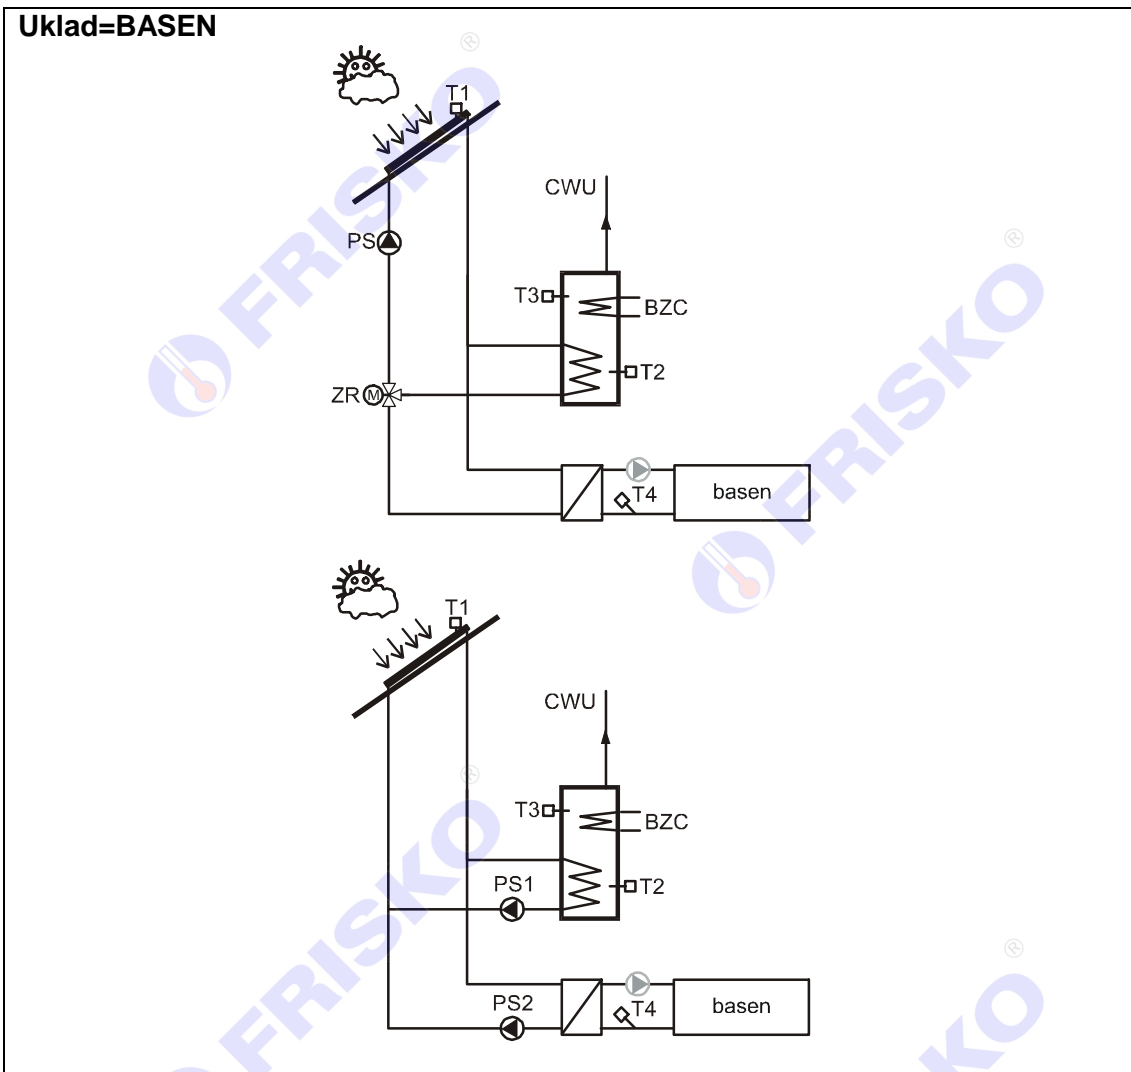 Uklad=BASEN
®
T1
CWU
PS
FRISKO
®
T3
BZC
T2
ZR M
FRISKO
T4
basen
T1
CWU
®
T3
BZC
PS1
T2
FRISKO
®
PS2
T4
basen
KO